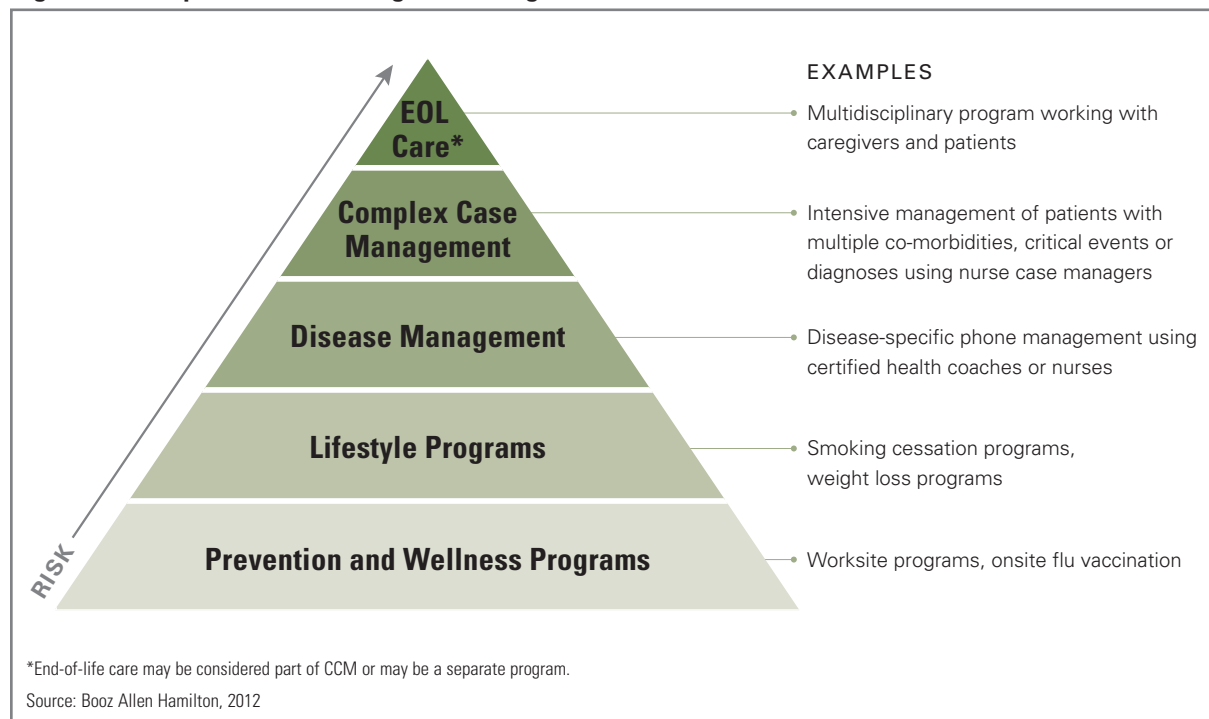 EXAMPLES
EOL
Care*
Multidisciplinary program working with
caregivers and patients
Complex Case
Management
Intensive management of patients with
multiple co-morbidities, critical events or
diagnoses using nurse case managers
Disease Management
Disease-specific phone management using
certified health coaches or nurses
Lifestyle Programs
Smoking cessation programs,
weight loss programs
Prevention and Wellness Programs
Worksite programs, onsite flu vaccination
RISK
*End-of-life care may be considered part of CCM or may be a separate program.
Source: Booz Allen Hamilton, 2012